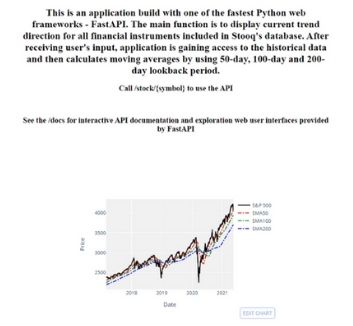 This is an application build with one of the fastest Python web
frameworks - FastAPI. The main function is to display current trend
direction for all financial instruments included in Stooq's database. After
receiving user's input, application is gaining access to the historical data
and then calculates moving averages by using 50-day, 100-day and 200-
day lookback period.
Call /stock/{symbol} to use the API
See the /docs for interactive API documentation and exploration web user interfaces provided
by FastAPI
S&P 500
SMA50
SMA100
SMA200
4000
3500
3000
2500
Price
2018 2019 2020 2021
Date
EDIT CHART